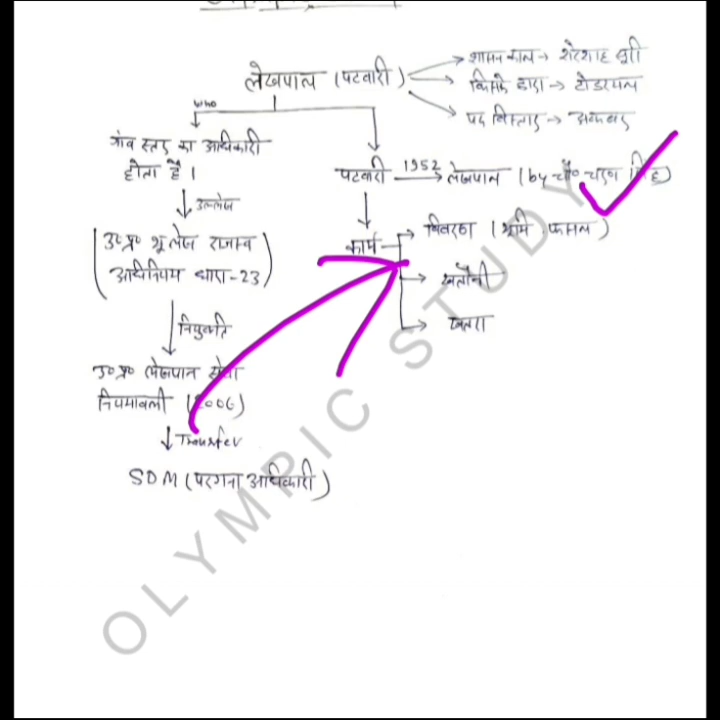 लेखपाल (पटवारी)
शासन काल → शेरशाह सूरी
किसके द्वारा → टोडरमल
पद विस्तार → अकबर
who
गांव स्तर का अधिकारी
होता है।
उल्लेख
उ०प्र० भूलेख राजस्व
अधिनियम धारा-23
नियुक्ति
उ०प्र० लेखपाल सेवा
नियमावली (2006)
Transfer
SDM (परगना अधिकारी)
पटवारी 1952 → लेखपाल (by चौ० चरण सिंह)
कार्य
विवरण (भूमि, फसल)
खतौनी
खसरा
OLYMPIC STUDY